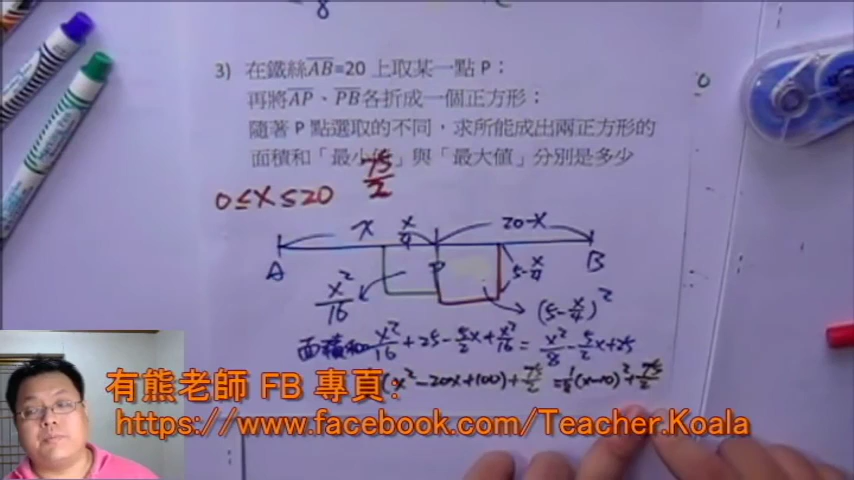 3) 在鐵絲AB=20 上取某一點 P：
再將AP、PB各折成一個正方形；
隨著 P 點選取的不同，求所能成出兩正方形的
面積和「最小值」與「最大值」分別是多少
75/2
0≤x≤20
x x/4 20-x
A P B
5-x/4
x²/16 (5-x/4)²
面積和 x²/16+25-5/2x+x²/16=x²/8-5/2x+25
(x²-20x+100)+75/2=1/8(x-10)²+75/2
有熊老師 FB 專頁:
https://www.facebook.com/Teacher.Koala